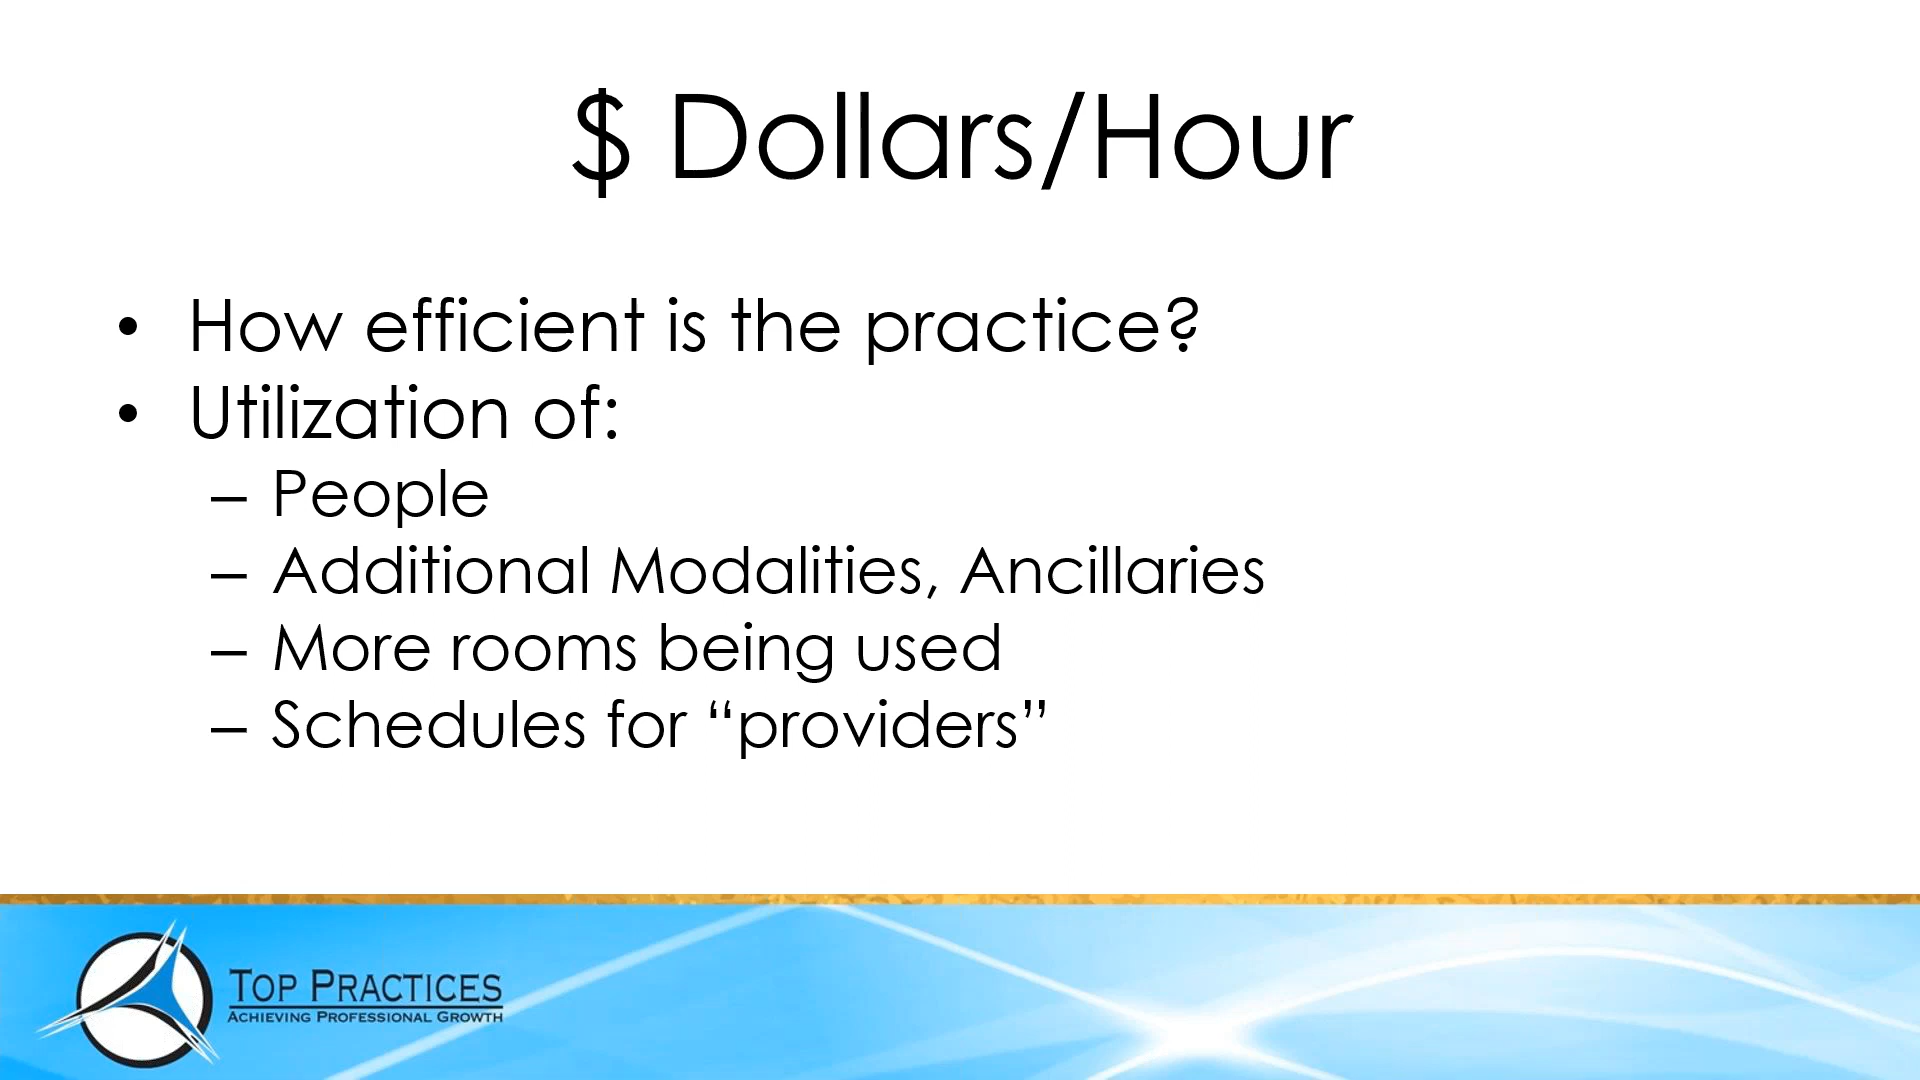 $ Dollars/Hour
• How efficient is the practice?
• Utilization of:
– People
– Additional Modalities, Ancillaries
– More rooms being used
– Schedules for “providers”
TOP PRACTICES
ACHIEVING PROFESSIONAL GROWTH